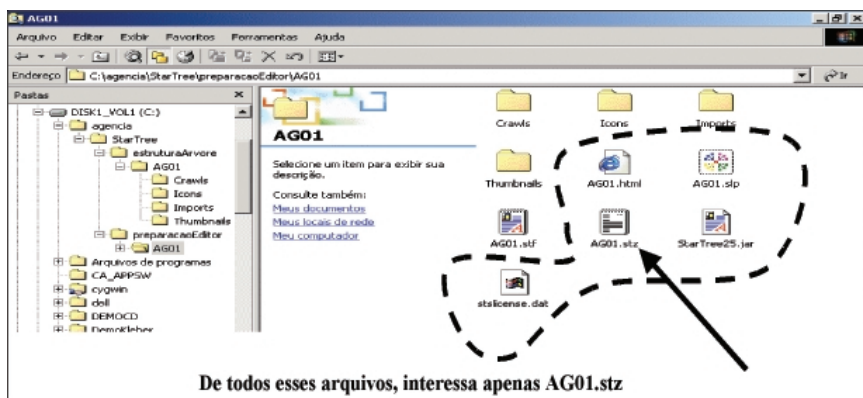 AG01
Arquivo Editar Exibir Favoritos Ferramentas Ajuda
Endereço C:\agencia\StarTree\preparacaoEditor\AG01 Ir
Pastas
DISK1_VOL1 (C:)
agencia
StarTree
estruturaArvore
AG01
Crawls
Icons
Imports
Thumbnails
preparacaoEditor
AG01
Arquivos de programas
CA_APPSW
cygwin
dell
DEMOCD
DemoKleber
AG01
Selecione um item para exibir sua
descrição.
Consulte também:
Meus documentos
Meus locais de rede
Meu computador
Crawls Icons Imports
Thumbnails AG01.html AG01.slp
AG01.stf AG01.stz StarTree25.jar
stslicense.dat
De todos esses arquivos, interessa apenas AG01.stz